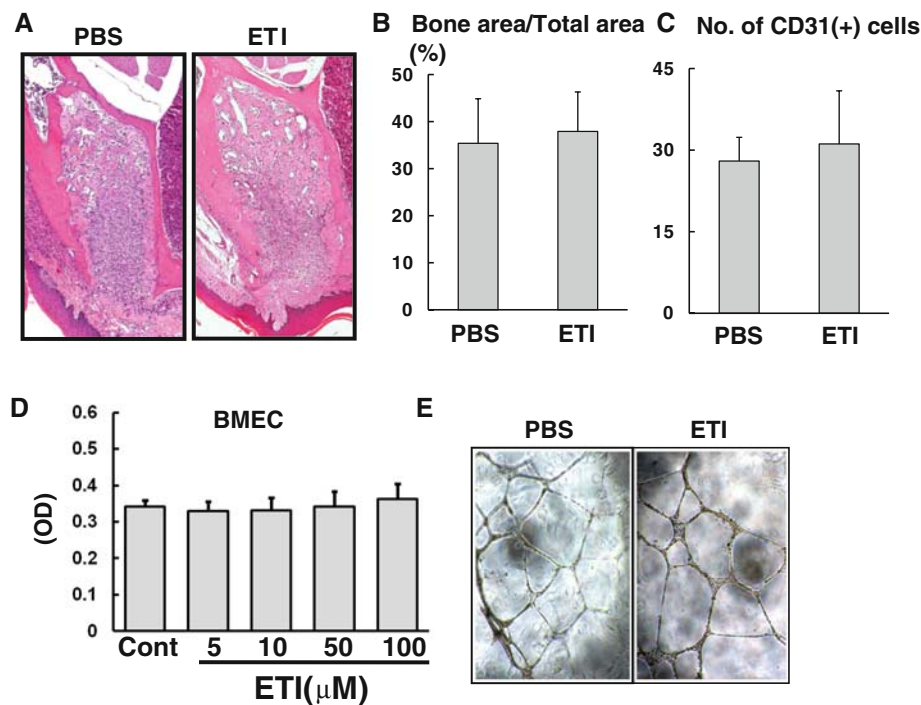 A
PBS
ETI
B Bone area/Total area
(%)
50
40
30
20
10
0
PBS
ETI
C No. of CD31(+) cells
45
30
15
0
PBS
ETI
D
BMEC
(OD)
0.6
0.5
0.4
0.3
0.2
0.1
0
Cont 5 10 50 100
ETI(μM)
E
PBS
ETI